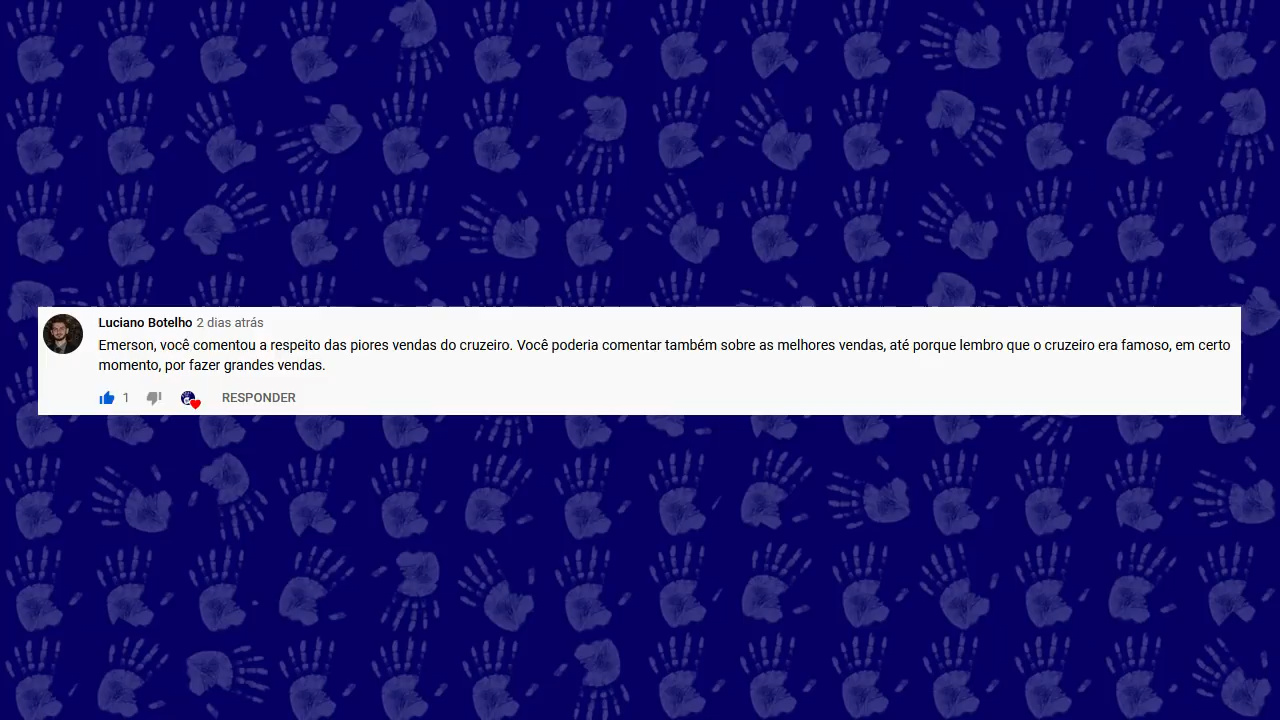 Luciano Botelho 2 dias atrás
Emerson, você comentou a respeito das piores vendas do cruzeiro. Você poderia comentar também sobre as melhores vendas, até porque lembro que o cruzeiro era famoso, em certo
momento, por fazer grandes vendas.
1 RESPONDER